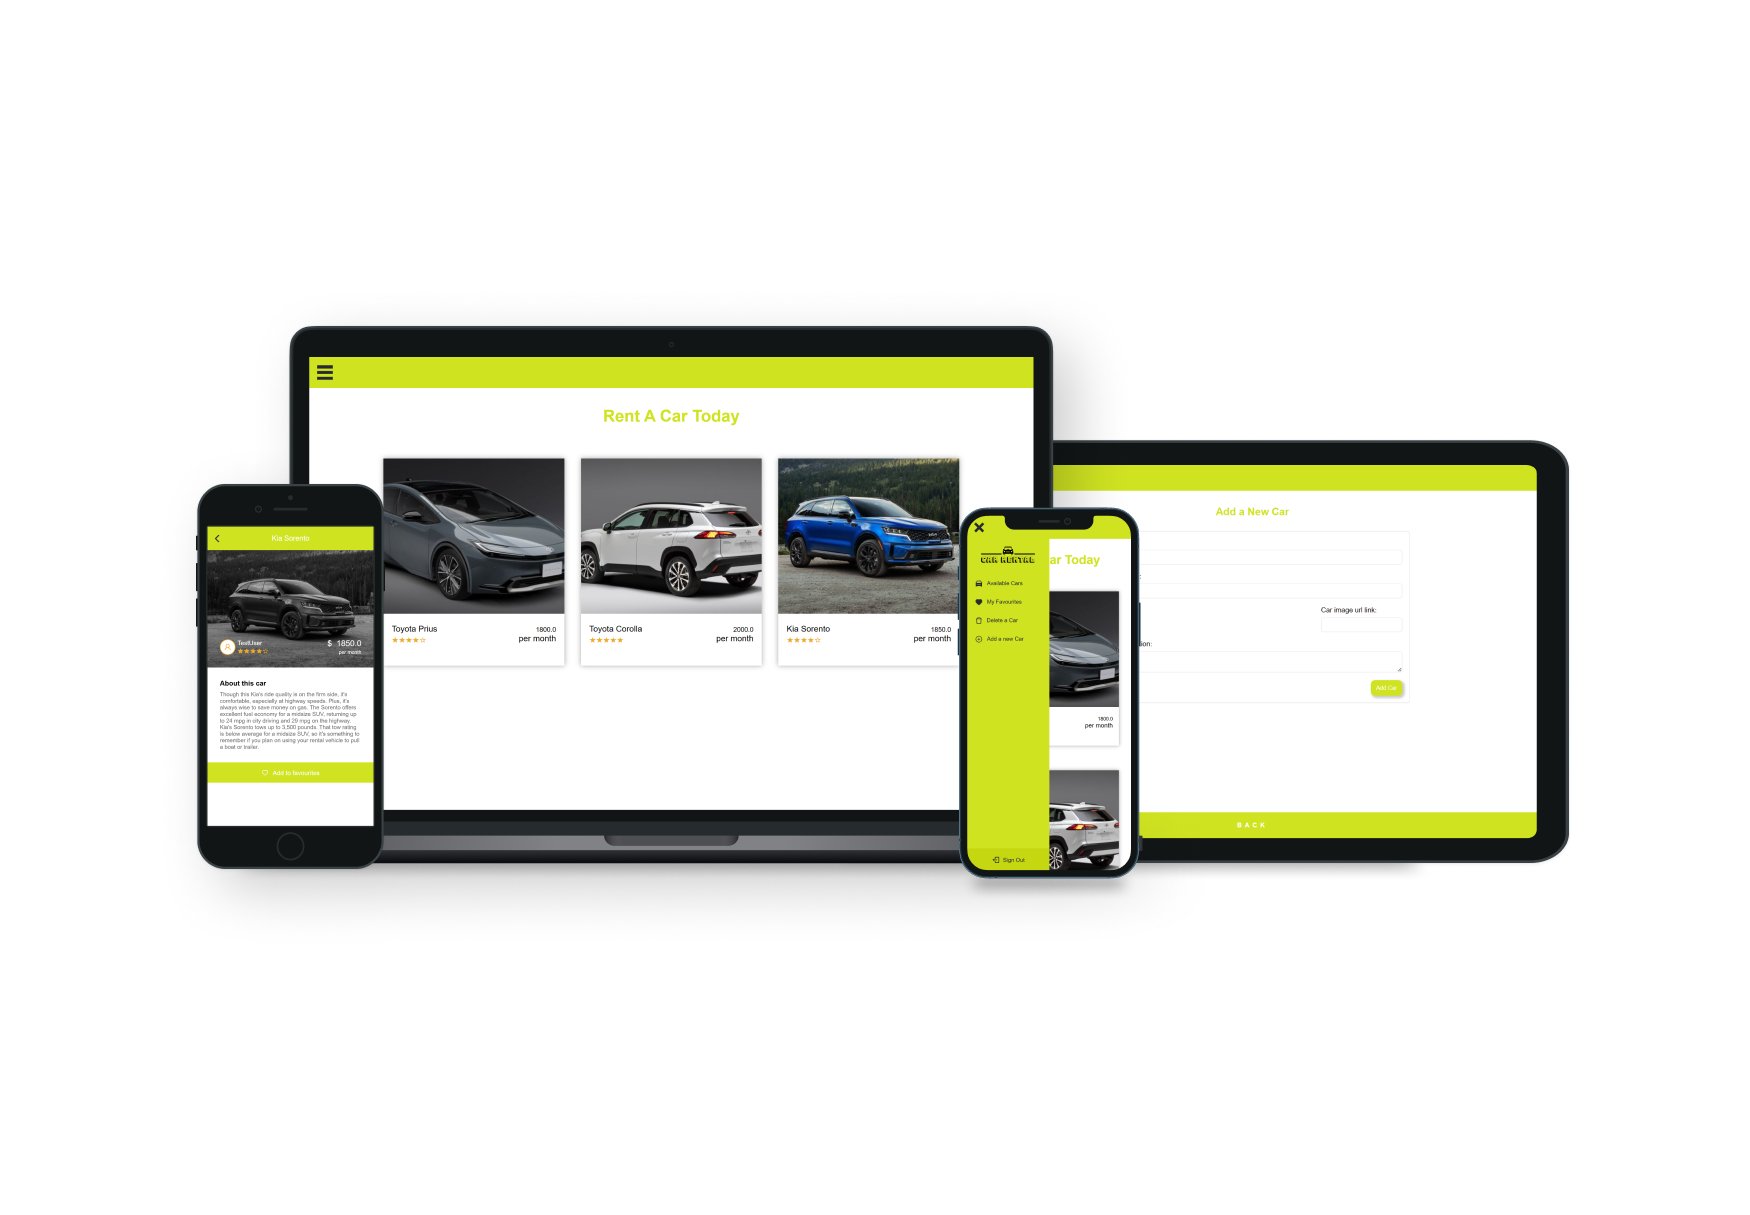 Rent A Car Today
Toyota Prius
1800.0
★★★★☆
per month
Toyota Corolla
2000.0
★★★★★
per month
Kia Sorento
1850.0
★★★★☆
per month
Kia Sorento
TestUser
★★★★☆
$ 1850.0
per month
About this car
Though this Kia's ride quality is on the firm side, it's
comfortable, especially at highway speeds. Plus, it's
always wise to save money on gas. The Sorento offers
excellent fuel economy for a midsize SUV, returning up
to 24 mpg in city driving and 29 mpg on the highway.
Kia's Sorento tows up to 3,500 pounds. That tow rating
is below average for a midsize SUV, so it's something to
remember if you plan on using your rental vehicle to pull
a boat or trailer.
Add to favourites
CAR RENTAL
Available Cars
My Favourites
Delete a Car
Add a new Car
Sign Out
ar Today
1800.0
per month
Add a New Car
Car image url link:
tion:
Add Car
BACK